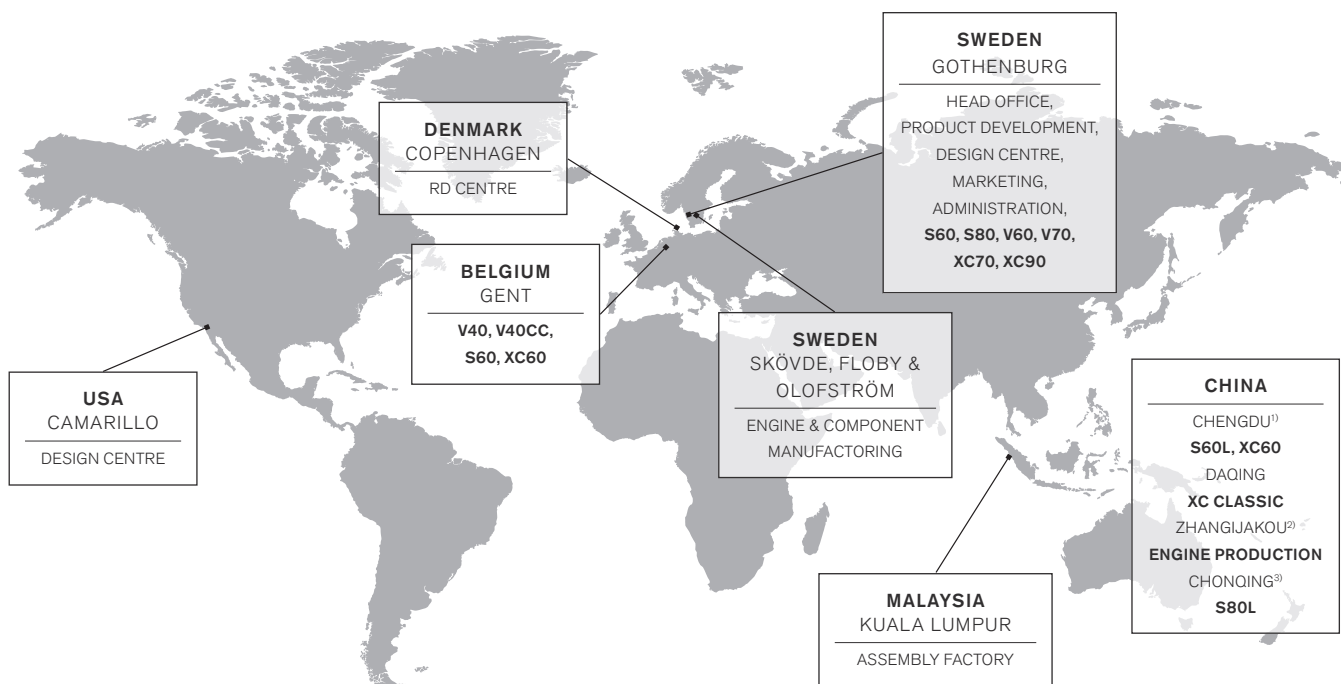 SWEDEN
GOTHENBURG
HEAD OFFICE,
PRODUCT DEVELOPMENT,
DESIGN CENTRE,
MARKETING,
ADMINISTRATION,
S60, S80, V60, V70,
XC70, XC90
DENMARK
COPENHAGEN
RD CENTRE
BELGIUM
GENT
V40, V40CC,
S60, XC60
SWEDEN
SKÖVDE, FLOBY &
OLOFSTRÖM
ENGINE & COMPONENT
MANUFACTORING
USA
CAMARILLO
DESIGN CENTRE
CHINA
CHENGDU1)
S60L, XC60
DAQING
XC CLASSIC
ZHANGIJAKOU2)
ENGINE PRODUCTION
CHONQING3)
S80L
MALAYSIA
KUALA LUMPUR
ASSEMBLY FACTORY